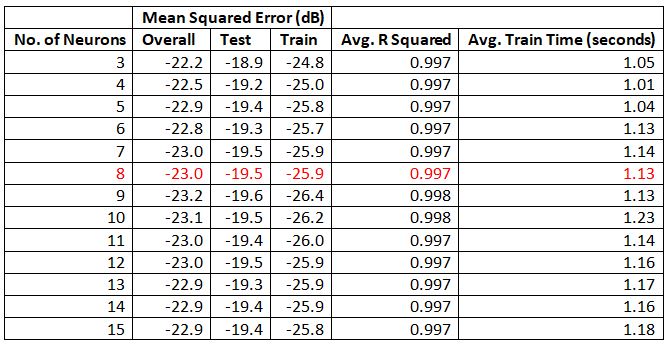 Mean Squared Error (dB)
No. of Neurons Overall Test Train Avg. R Squared Avg. Train Time (seconds)
3 -22.2 -18.9 -24.8 0.997 1.05
4 -22.5 -19.2 -25.0 0.997 1.01
5 -22.9 -19.4 -25.8 0.997 1.04
6 -22.8 -19.3 -25.7 0.997 1.13
7 -23.0 -19.5 -25.9 0.997 1.14
8 -23.0 -19.5 -25.9 0.997 1.13
9 -23.2 -19.6 -26.4 0.998 1.13
10 -23.1 -19.5 -26.2 0.998 1.23
11 -23.0 -19.4 -26.0 0.997 1.14
12 -23.0 -19.5 -25.9 0.997 1.16
13 -22.9 -19.3 -25.9 0.997 1.17
14 -22.9 -19.4 -25.9 0.997 1.16
15 -22.9 -19.4 -25.8 0.997 1.18